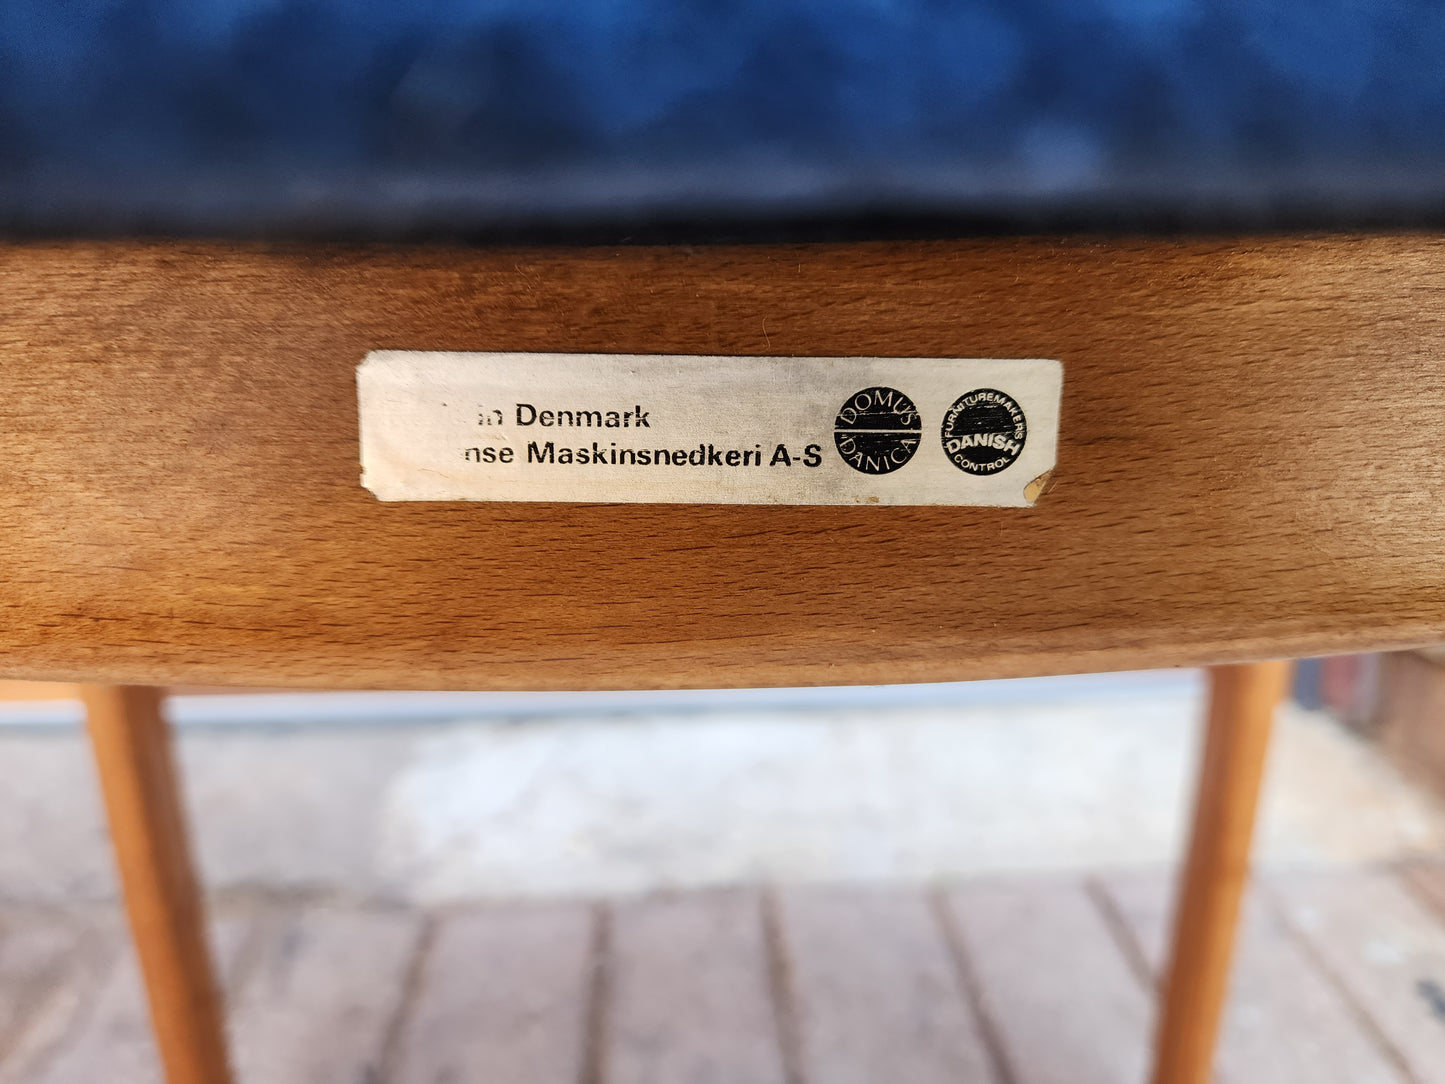 in Denmark
nse Maskinsnedkeri A-S
DOMUS
DANICA
FURNITUREMAKERS
DANISH
CONTROL